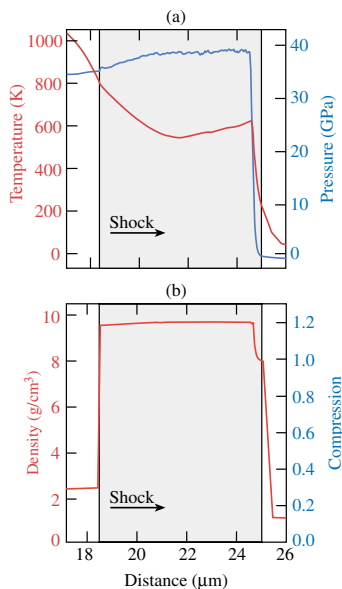 (a)
1000
800
600
400
200
0
Temperature (K)
40
30
20
10
0
Pressure (GPa)
Shock
(b)
10
8
6
4
2
Density (g/cm³)
1.2
1.0
0.8
0.6
0.4
0.2
0.0
Compression
Shock
18 20 22 24 26
Distance (μm)